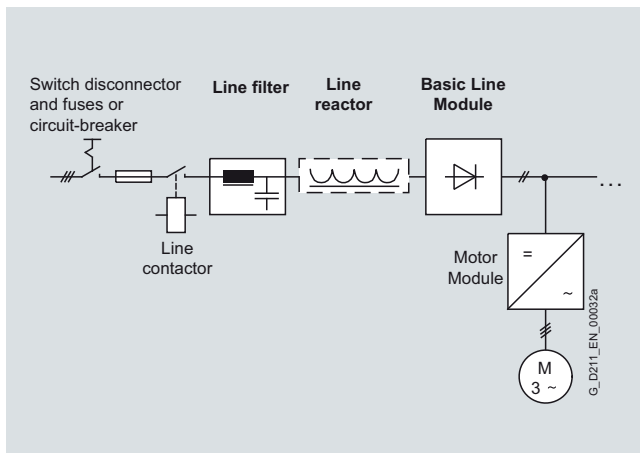 Switch disconnector
and fuses or
circuit-breaker
Line filter
Line
reactor
Basic Line
Module
Line
contactor
Motor
Module
=
~
...
M
3 ~
G_D211_EN_00032a